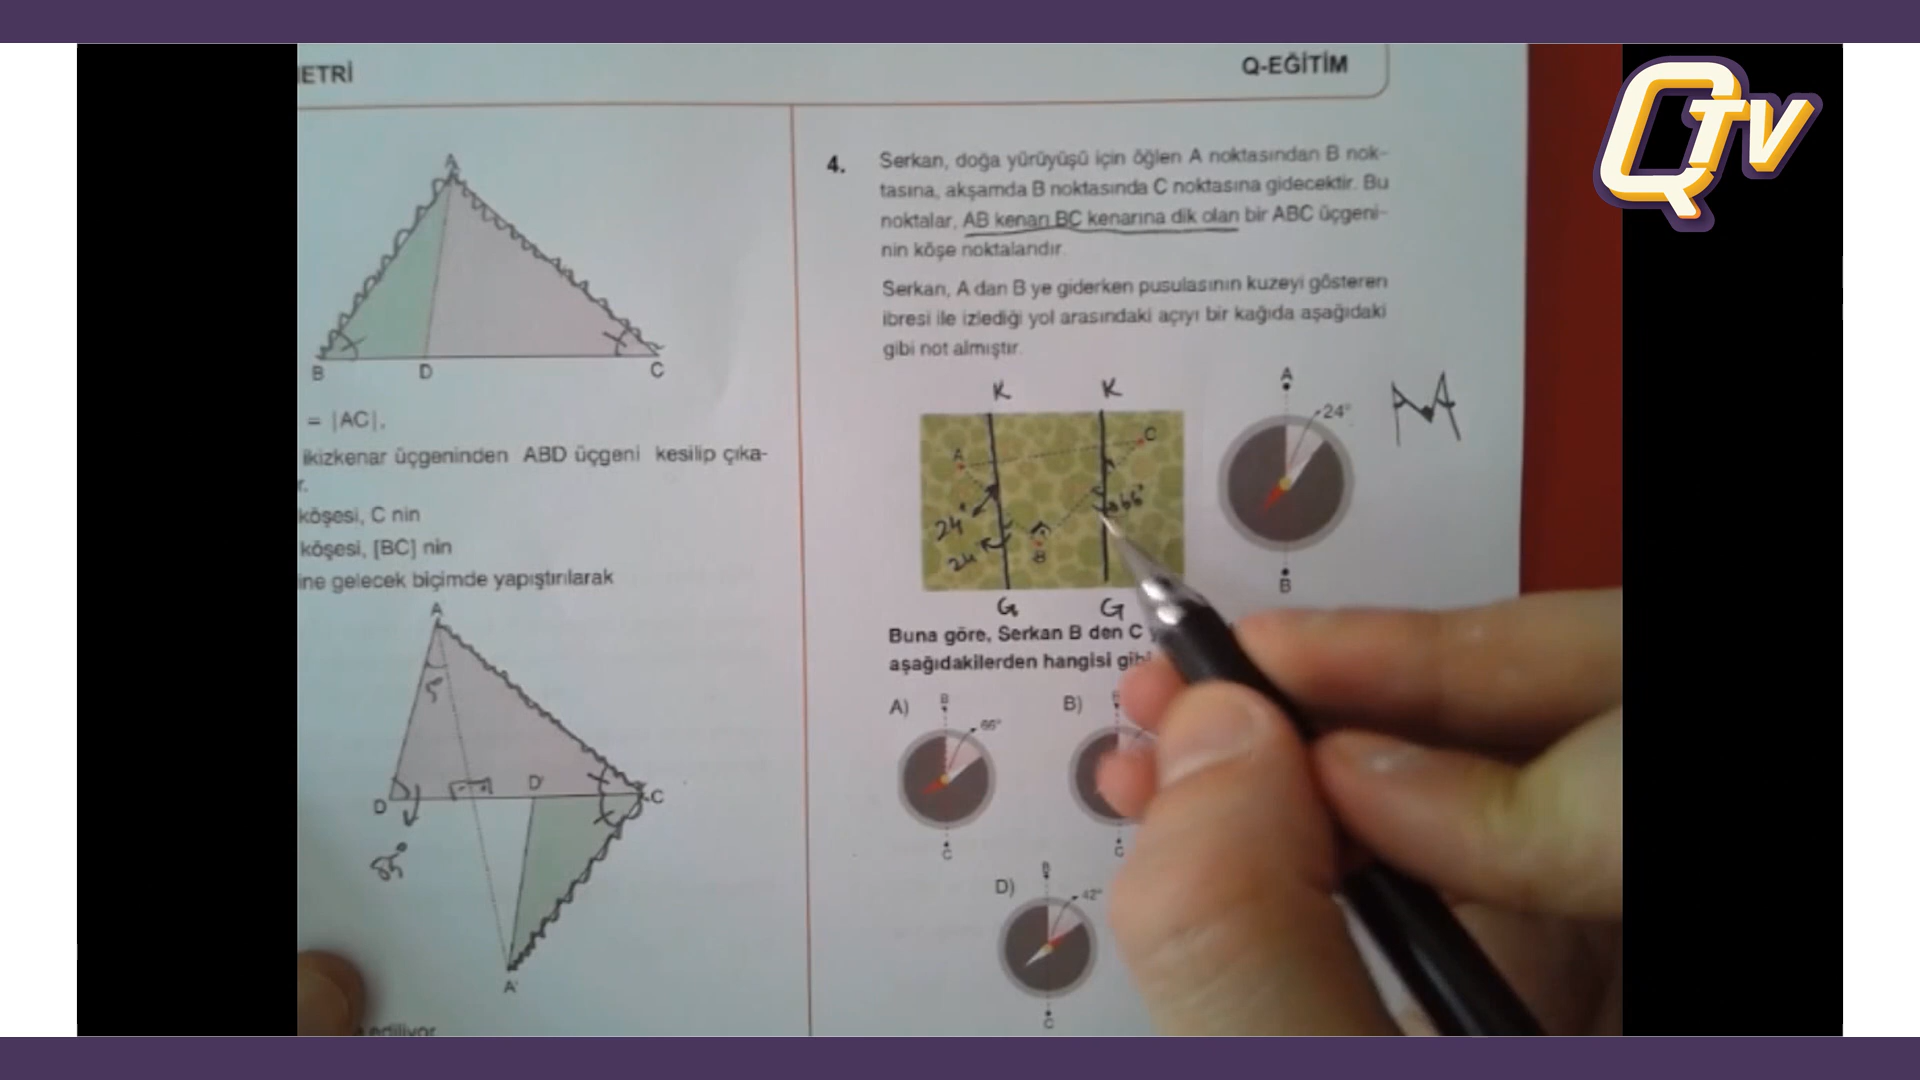 ETRİ
Q-EĞİTİM
QTV
A
B
D
C
= |AC|,
ikizkenar üçgeninden ABD üçgeni kesilip çıka-
r.
köşesi, C nin
köşesi, [BC] nin
ine gelecek biçimde yapıştırılarak
A
5°
D
D'
C
85°
A'
ediliyor
4.
Serkan, doğa yürüyüşü için öğlen A noktasından B nok-
tasına, akşamda B noktasında C noktasına gidecektir. Bu
noktalar, AB kenarı BC kenarına dik olan bir ABC üçgeni-
nin köşe noktalarıdır.
Serkan, A dan B ye giderken pusulasının kuzeyi gösteren
ibresi ile izlediği yol arasındaki açıyı bir kağıda aşağıdaki
gibi not almıştır.
K
K
A
C
24°
24
66°
B
G
G
A
24°
B
Buna göre, Serkan B den C
aşağıdakilerden hangisi gibi
A)
B
66°
C
B)
C
D)
B
42°
C